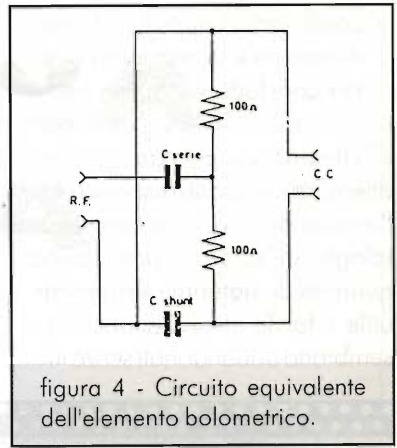 100Ω
C serie
R.F.
C.C
100Ω
C shunt
figura 4 - Circuito equivalente
dell'elemento bolometrico.